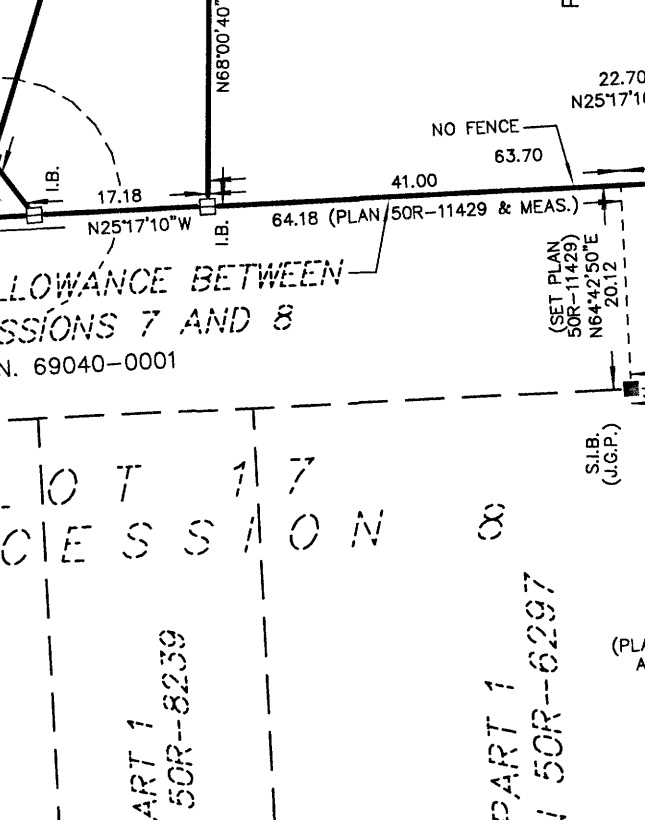 N68°00'40"
22.70
N25°17'10
NO FENCE
63.70
I.B.
17.18
41.00
N25°17'10"W
I.B.
64.18 (PLAN 50R-11429 & MEAS.)
LLOWANCE BETWEEN
SSIONS 7 AND 8
N. 69040-0001
(SET PLAN
50R-11429)
N64°42'50"E
20.12
S.I.B.
(J.G.P.)
LOT 17
CESSION 8
ART 1
50R-8239
PART 1
N 50R-6297
(PLA
A